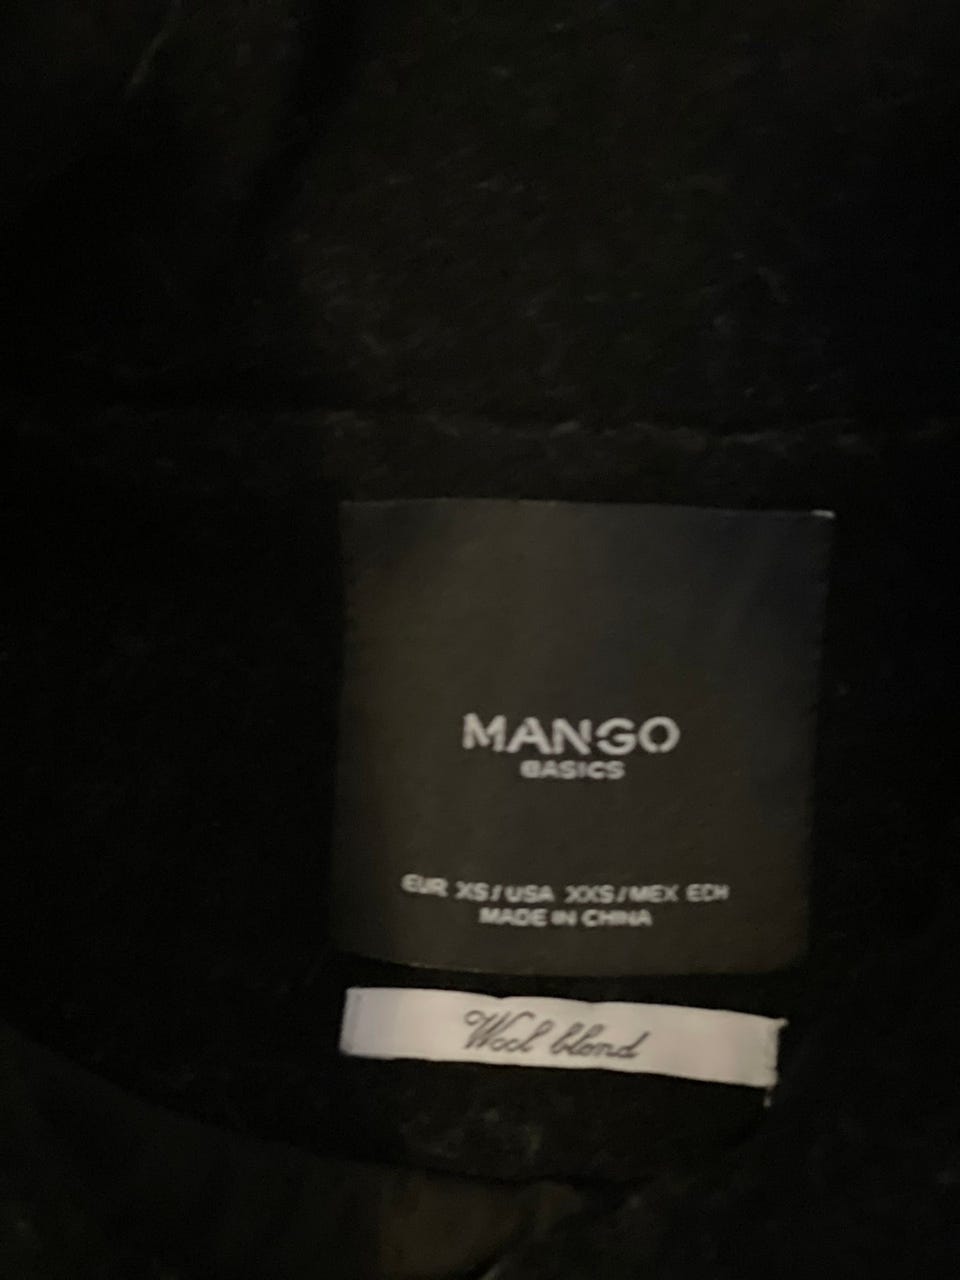 MANGO
BASICS
EUR XS / USA XXS / MEX ECH
MADE IN CHINA
Wool blend